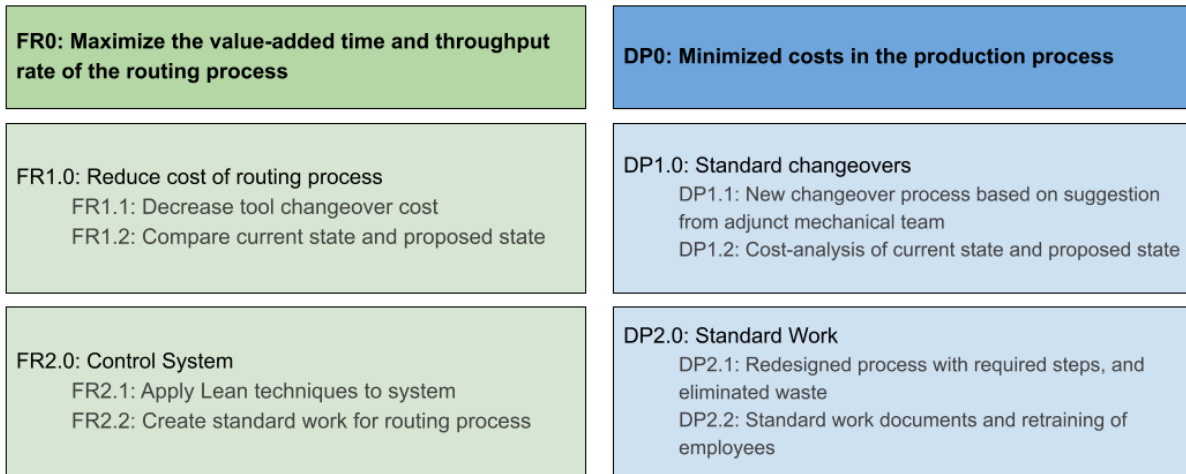 FR0: Maximize the value-added time and throughput
rate of the routing process
DP0: Minimized costs in the production process
FR1.0: Reduce cost of routing process
FR1.1: Decrease tool changeover cost
FR1.2: Compare current state and proposed state
DP1.0: Standard changeovers
DP1.1: New changeover process based on suggestion
from adjunct mechanical team
DP1.2: Cost-analysis of current state and proposed state
FR2.0: Control System
FR2.1: Apply Lean techniques to system
FR2.2: Create standard work for routing process
DP2.0: Standard Work
DP2.1: Redesigned process with required steps, and
eliminated waste
DP2.2: Standard work documents and retraining of
employees